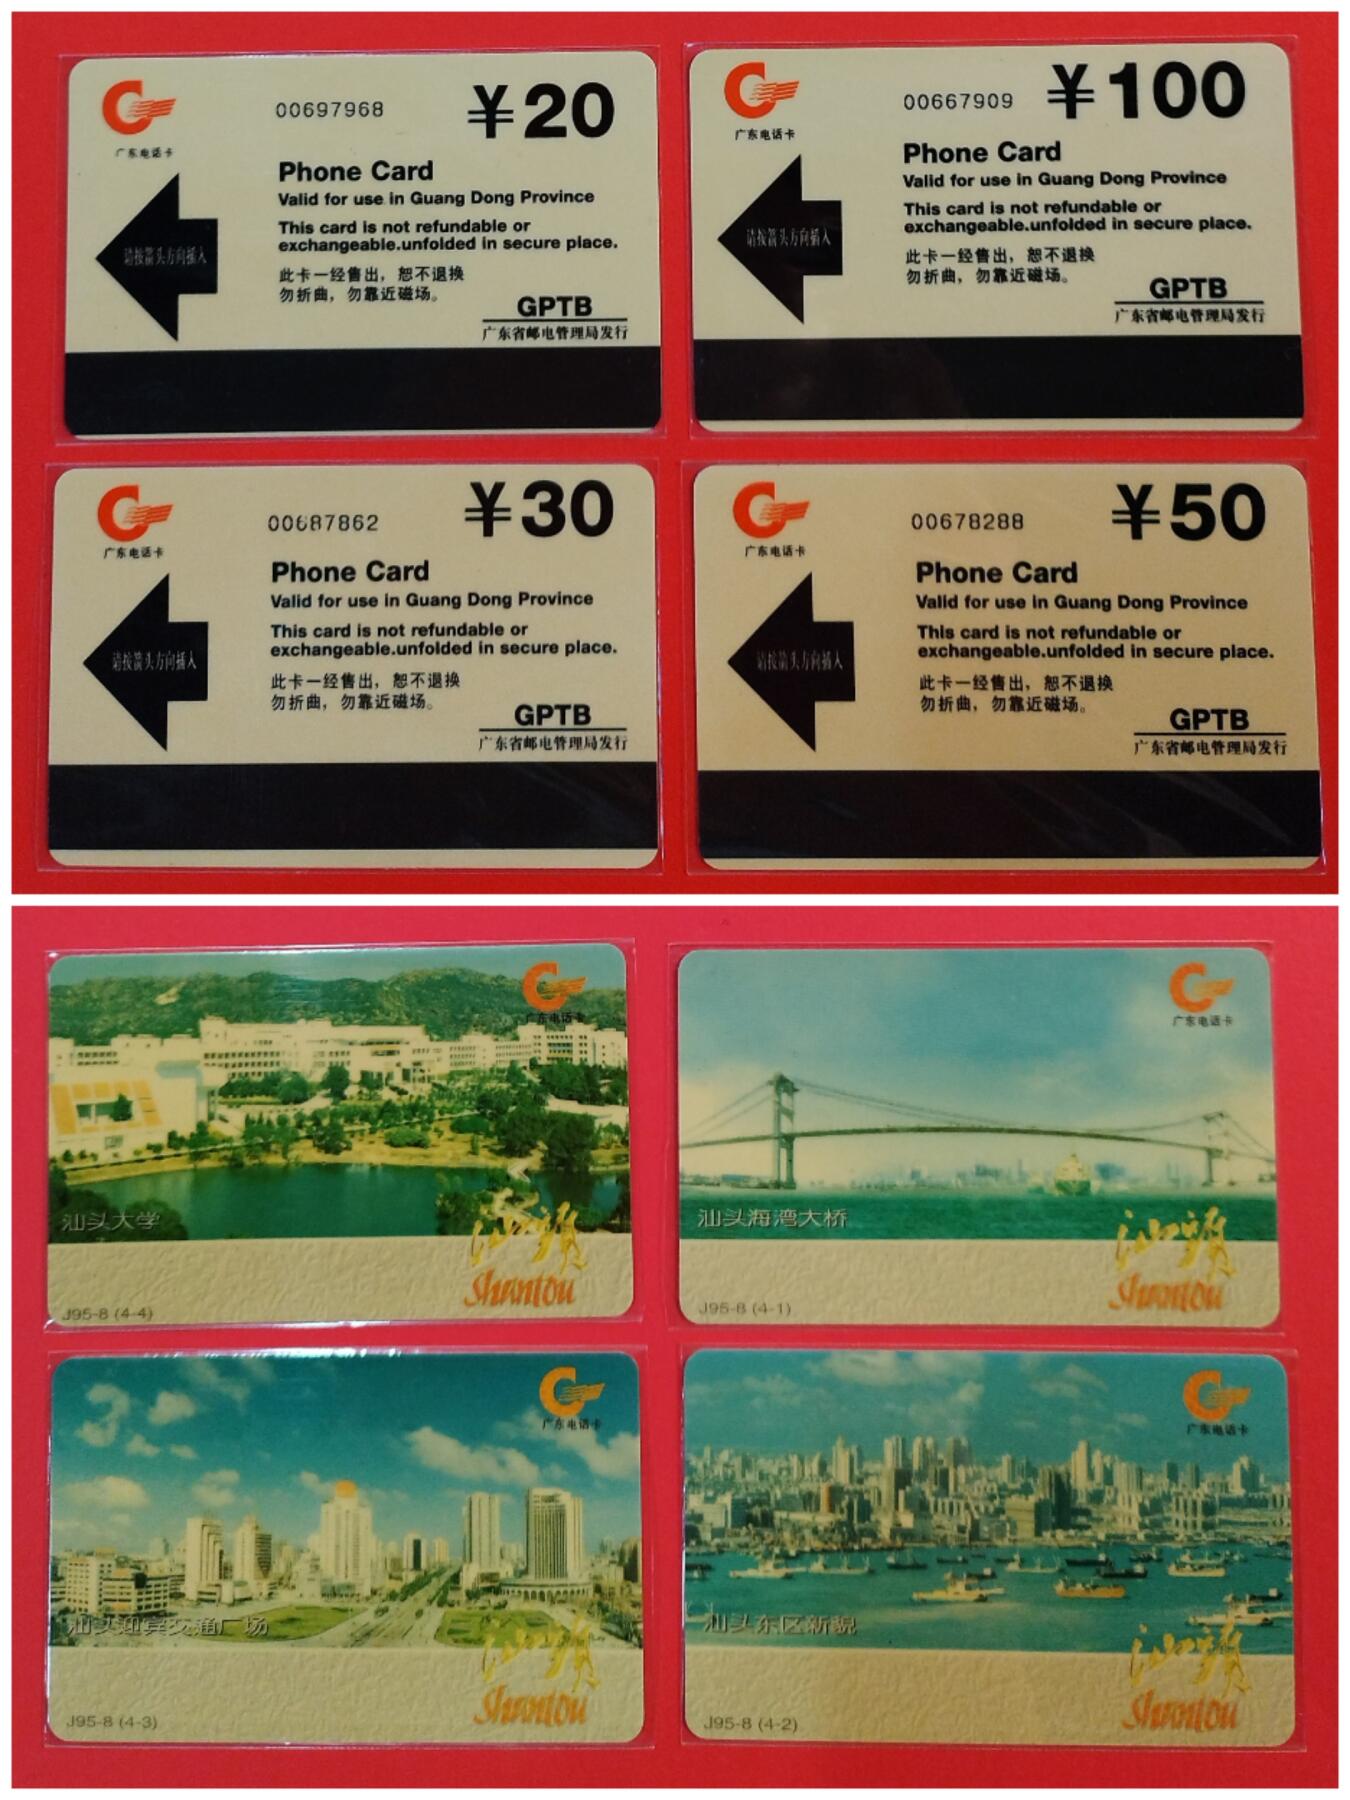 00697968
¥20
广东电话卡
Phone Card
Valid for use in Guang Dong Province
This card is not refundable or
exchangeable.unfolded in secure place.
请按箭头方向插入
此卡一经售出，恕不退换
勿折曲，勿靠近磁场。
GPTB
广东省邮电管理局发行
00667909
¥100
广东电话卡
Phone Card
Valid for use in Guang Dong Province
This card is not refundable or
exchangeable.unfolded in secure place.
请按箭头方向插入
此卡一经售出，恕不退换
勿折曲，勿靠近磁场。
GPTB
广东省邮电管理局发行
00687862
¥30
广东电话卡
Phone Card
Valid for use in Guang Dong Province
This card is not refundable or
exchangeable.unfolded in secure place.
请按箭头方向插入
此卡一经售出，恕不退换
勿折曲，勿靠近磁场。
GPTB
广东省邮电管理局发行
00678288
¥50
广东电话卡
Phone Card
Valid for use in Guang Dong Province
This card is not refundable or
exchangeable.unfolded in secure place.
请按箭头方向插入
此卡一经售出，恕不退换
勿折曲，勿靠近磁场。
GPTB
广东省邮电管理局发行
广东电话卡
汕头大学
汕頭
Shantou
J95-8 (4-4)
广东电话卡
汕头海湾大桥
汕頭
Shantou
J95-8 (4-1)
广东电话卡
汕头迎宾交通广场
汕頭
Shantou
J95-8 (4-3)
广东电话卡
汕头东区新貌
汕頭
Shantou
J95-8 (4-2)